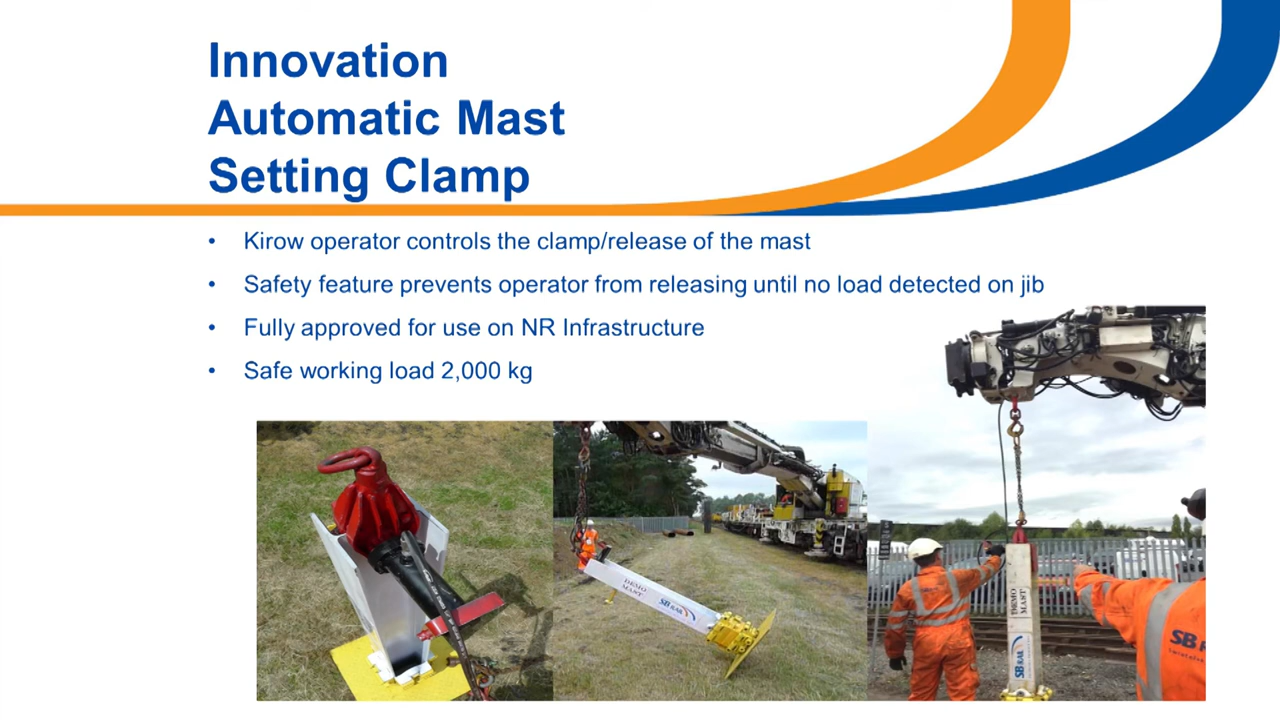 Innovation
Automatic Mast
Setting Clamp
• Kirow operator controls the clamp/release of the mast
• Safety feature prevents operator from releasing until no load detected on jib
• Fully approved for use on NR Infrastructure
• Safe working load 2,000 kg
DEMO
MAST
SB RAIL
DEMO
MAST
SB RAIL
SB